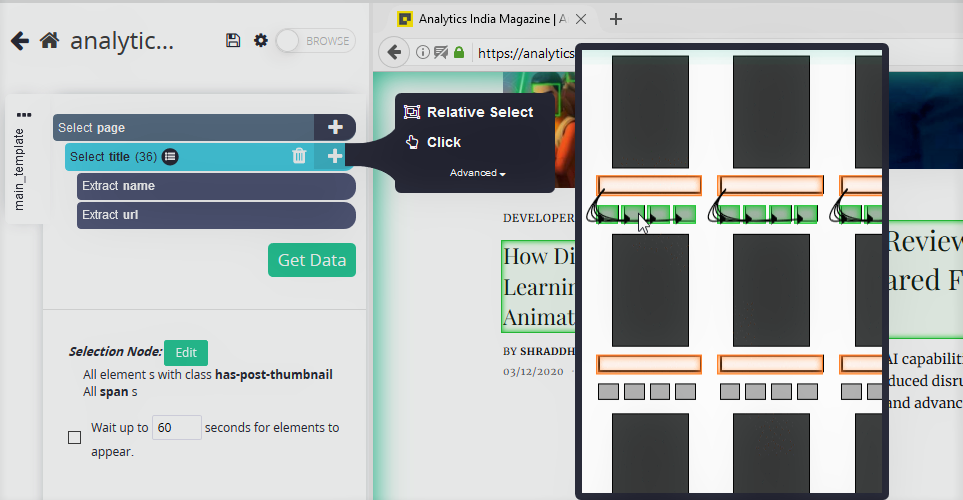 analytic...
BROWSE
main_template
Select page
Select title (36)
Extract name
Extract url
Get Data
Selection Node: Edit
All element s with class has-post-thumbnail
All span s
Wait up to 60 seconds for elements to
appear.
Relative Select
Click
Advanced
Analytics India Magazine | A
https://analytics
DEVELOPER
How Di
Learnin
Animat
BY SHRADDH
03/12/2020 -
Review
ared F
AI capabiliti
duced disru
and advanc